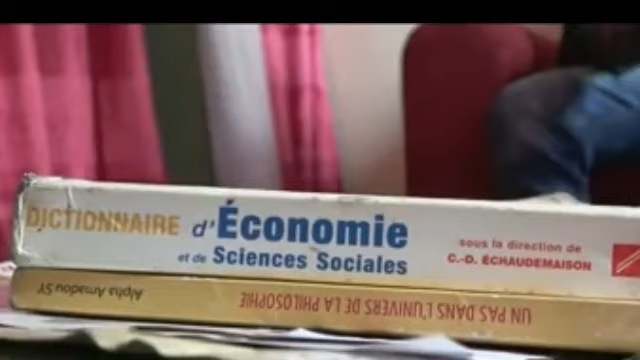 DICTIONNAIRE d'Économie
et de Sciences Sociales
sous la direction de
C.-D. ÉCHAUDEMAISON
UN PAS DANS L'UNIVERS DE LA PHILOSOPHIE
Alpha Amadou SY